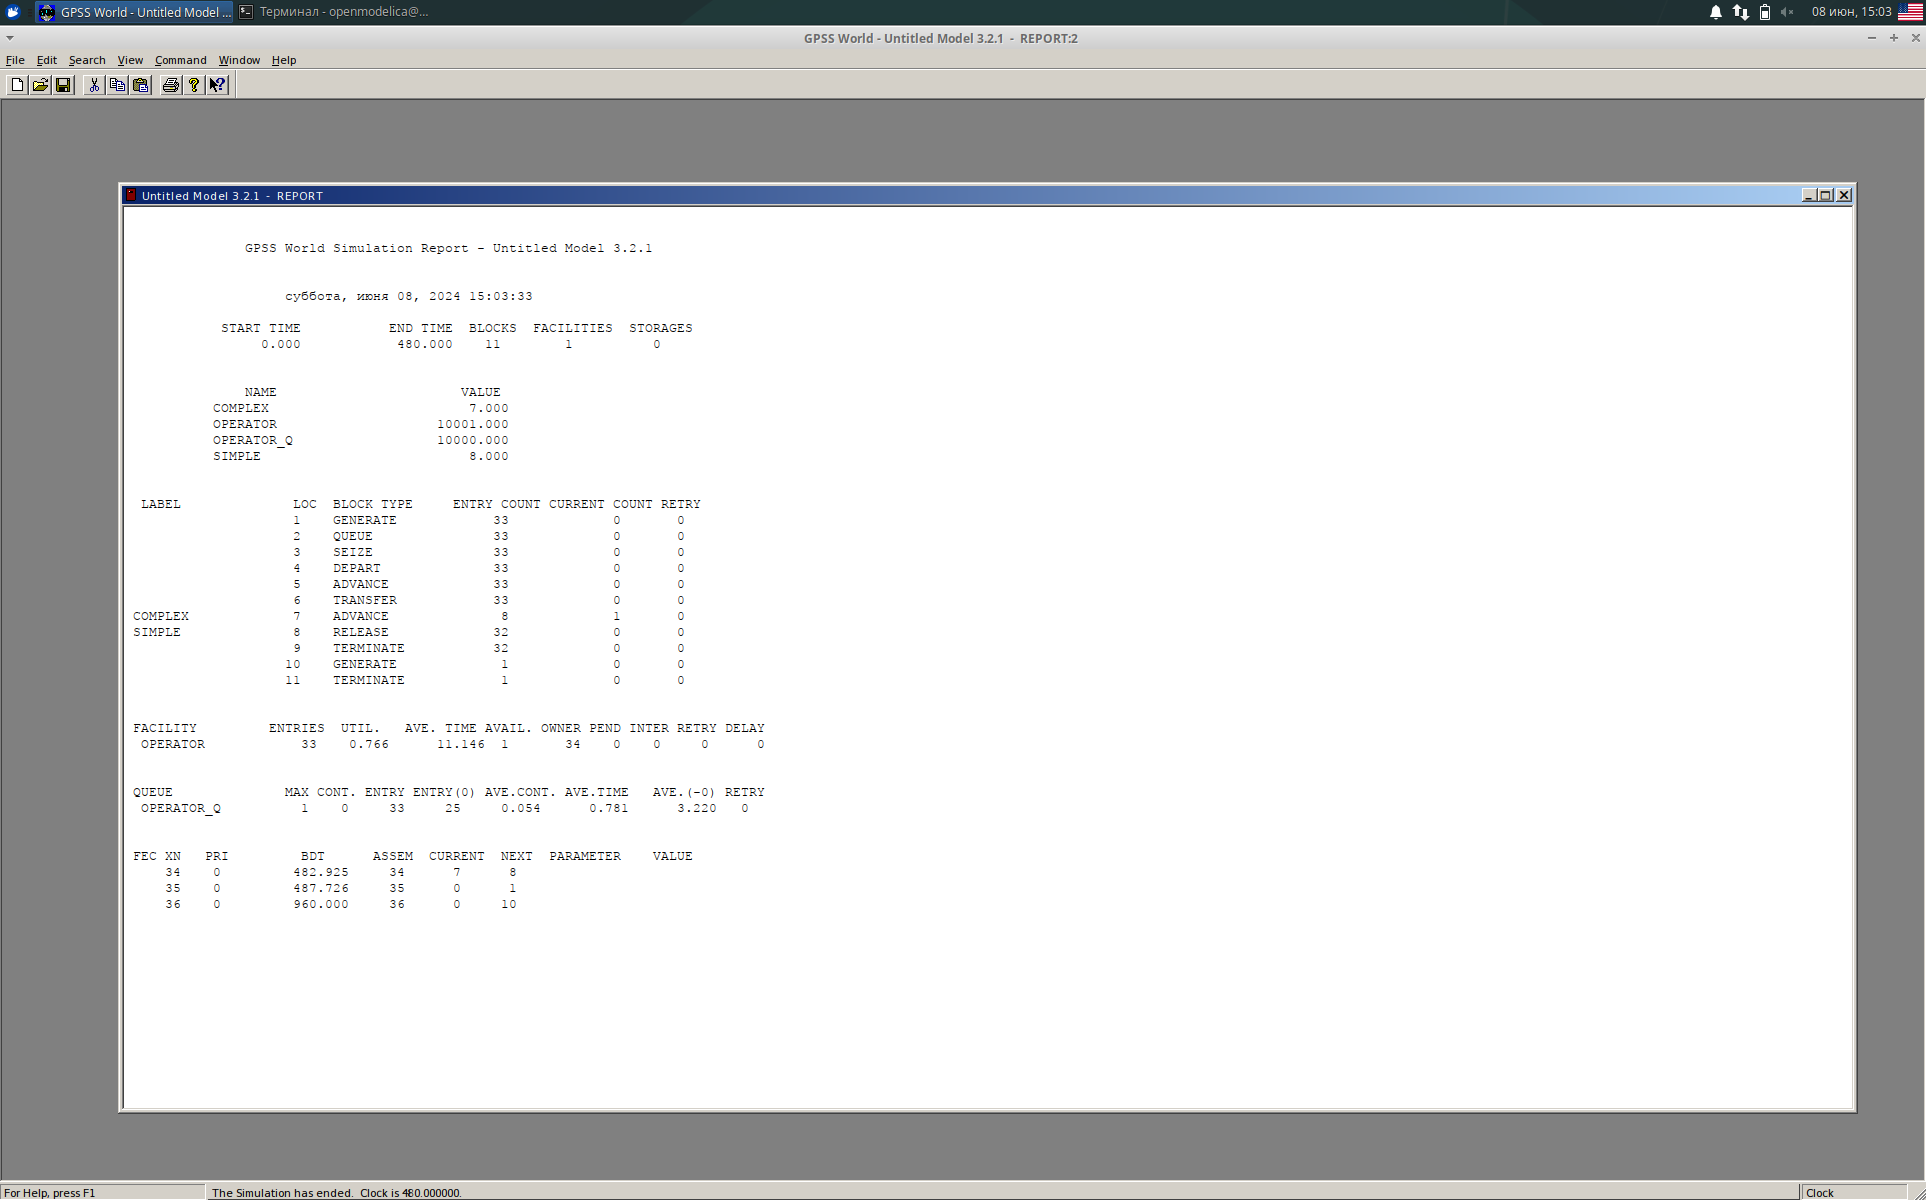 GPSS World - Untitled Model ... Терминал - openmodelica@... 08 июн, 15:03
GPSS World - Untitled Model 3.2.1 - REPORT:2
File Edit Search View Command Window Help
Untitled Model 3.2.1 - REPORT
GPSS World Simulation Report - Untitled Model 3.2.1
суббота, июня 08, 2024 15:03:33
START TIME END TIME BLOCKS FACILITIES STORAGES
0.000 480.000 11 1 0
NAME VALUE
COMPLEX 7.000
OPERATOR 10001.000
OPERATOR_Q 10000.000
SIMPLE 8.000
LABEL LOC BLOCK TYPE ENTRY COUNT CURRENT COUNT RETRY
1 GENERATE 33 0 0
2 QUEUE 33 0 0
3 SEIZE 33 0 0
4 DEPART 33 0 0
5 ADVANCE 33 0 0
6 TRANSFER 33 0 0
COMPLEX 7 ADVANCE 8 1 0
SIMPLE 8 RELEASE 32 0 0
9 TERMINATE 32 0 0
10 GENERATE 1 0 0
11 TERMINATE 1 0 0
FACILITY ENTRIES UTIL. AVE. TIME AVAIL. OWNER PEND INTER RETRY DELAY
OPERATOR 33 0.766 11.146 1 34 0 0 0 0
QUEUE MAX CONT. ENTRY ENTRY(0) AVE.CONT. AVE.TIME AVE.(-0) RETRY
OPERATOR_Q 1 0 33 25 0.054 0.781 3.220 0
FEC XN PRI BDT ASSEM CURRENT NEXT PARAMETER VALUE
34 0 482.925 34 7 8
35 0 487.726 35 0 1
36 0 960.000 36 0 10
For Help, press F1 The Simulation has ended. Clock is 480.000000. Clock